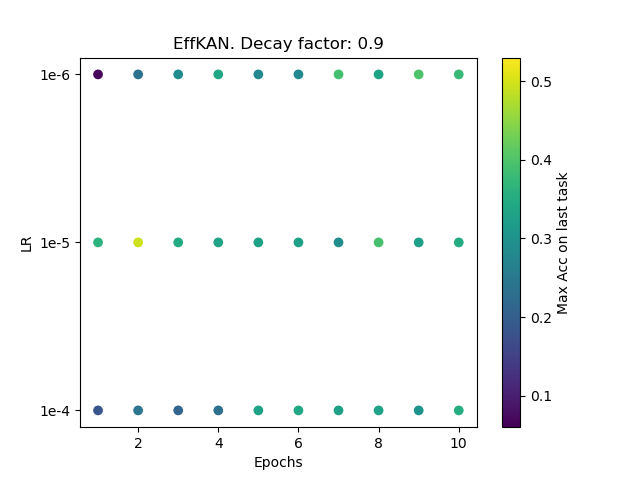 EffKAN. Decay factor: 0.9
1e-6
1e-5
1e-4
LR
2
4
6
8
10
Epochs
0.5
0.4
0.3
0.2
0.1
Max Acc on last task